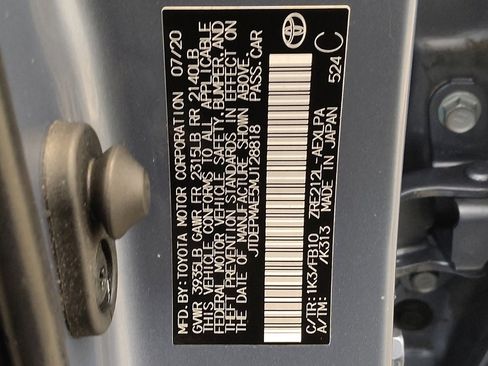 MFD. BY: TOYOTA MOTOR CORPORATION 07/20
GVWR 3935LB GAWR FR 2315LB RR 2140LB
THIS VEHICLE CONFORMS TO ALL APPLICABLE
FEDERAL MOTOR VEHICLE SAFETY, BUMPER, AND
THEFT PREVENTION STANDARDS IN EFFECT ON
THE DATE OF MANUFACTURE SHOWN ABOVE.
JTDEPMAE5MJ128818 PASS. CAR
C/TR: 1K3/FB10 ZRE212L-AEXLPA
A/TM: /K313 MADE IN JAPAN
524 C